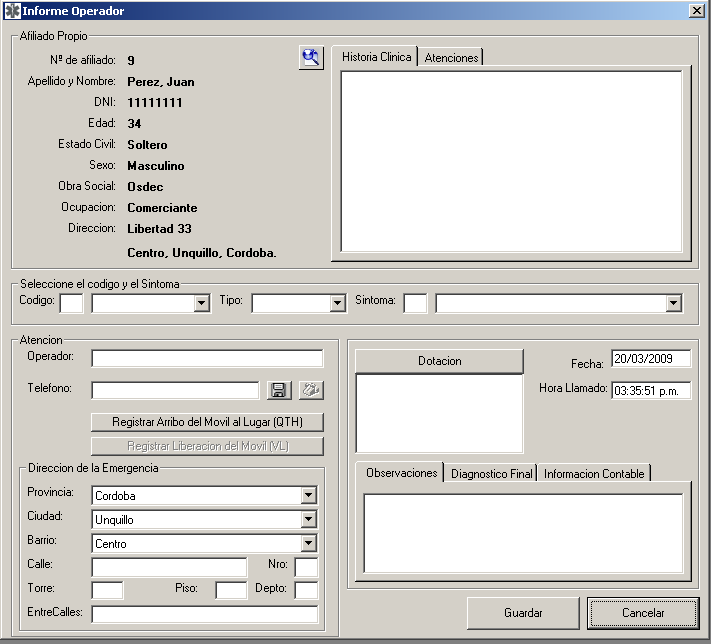 Informe Operador
Afiliado Propio
Nº de afiliado: 9
Apellido y Nombre: Perez, Juan
DNI: 11111111
Edad: 34
Estado Civil: Soltero
Sexo: Masculino
Obra Social: Osdec
Ocupacion: Comerciante
Direccion: Libertad 33
Centro, Unquillo, Cordoba.
Historia Clinica Atenciones
Seleccione el codigo y el Sintoma
Codigo: Tipo: Sintoma:
Atencion
Operador:
Telefono:
Registrar Arribo del Movil al Lugar (QTH)
Registrar Liberacion del Movil (VL)
Direccion de la Emergencia
Provincia: Cordoba
Ciudad: Unquillo
Barrio: Centro
Calle: Nro:
Torre: Piso: Depto:
EntreCalles:
Dotacion
Fecha: 20/03/2009
Hora Llamado: 03:35:51 p.m.
Observaciones Diagnostico Final Informacion Contable
Guardar Cancelar